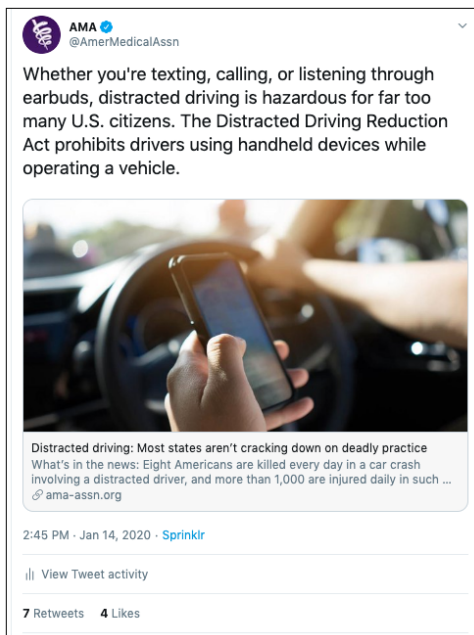 AMA
@AmerMedicalAssn
Whether you're texting, calling, or listening through
earbuds, distracted driving is hazardous for far too
many U.S. citizens. The Distracted Driving Reduction
Act prohibits drivers using handheld devices while
operating a vehicle.
Distracted driving: Most states aren't cracking down on deadly practice
What's in the news: Eight Americans are killed every day in a car crash
involving a distracted driver, and more than 1,000 are injured daily in such ...
ama-assn.org
2:45 PM · Jan 14, 2020 · Sprinklr
View Tweet activity
7 Retweets 4 Likes